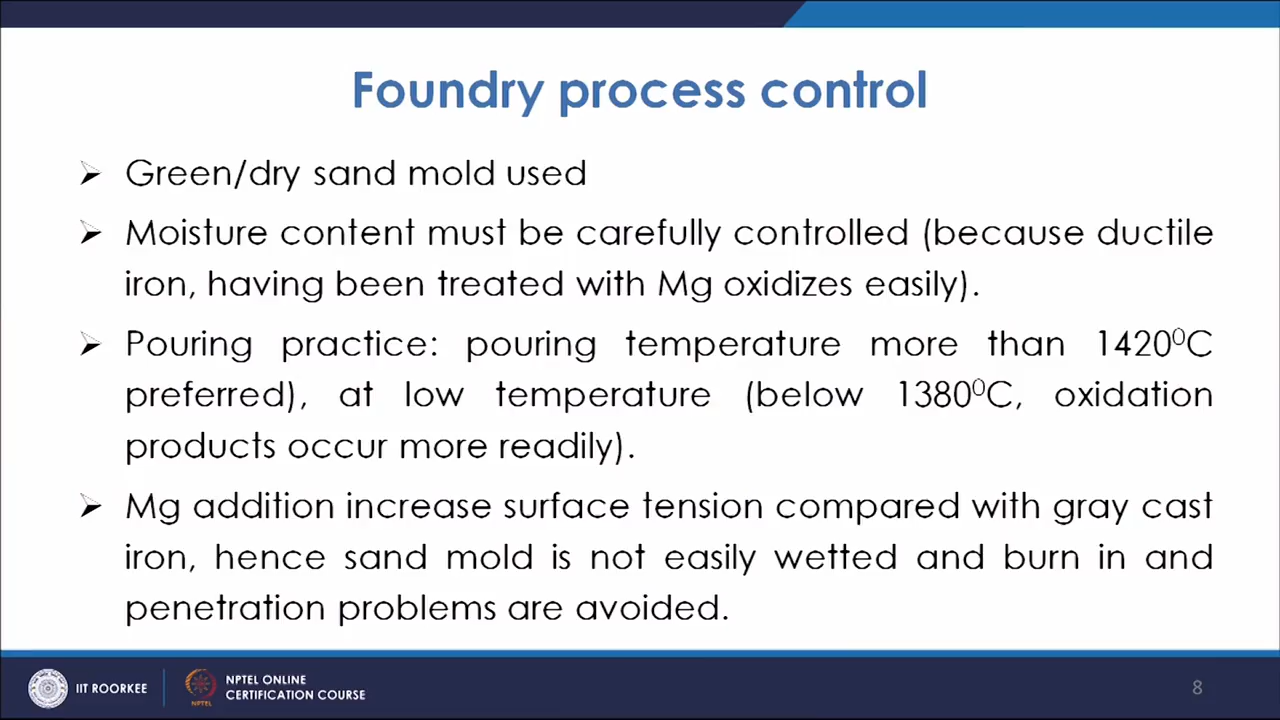 Foundry process control
➢ Green/dry sand mold used
➢ Moisture content must be carefully controlled (because ductile
iron, having been treated with Mg oxidizes easily).
➢ Pouring practice: pouring temperature more than 1420⁰C
preferred), at low temperature (below 1380⁰C, oxidation
products occur more readily).
➢ Mg addition increase surface tension compared with gray cast
iron, hence sand mold is not easily wetted and burn in and
penetration problems are avoided.
IIT ROORKEE
NPTEL
NPTEL ONLINE
CERTIFICATION COURSE
8